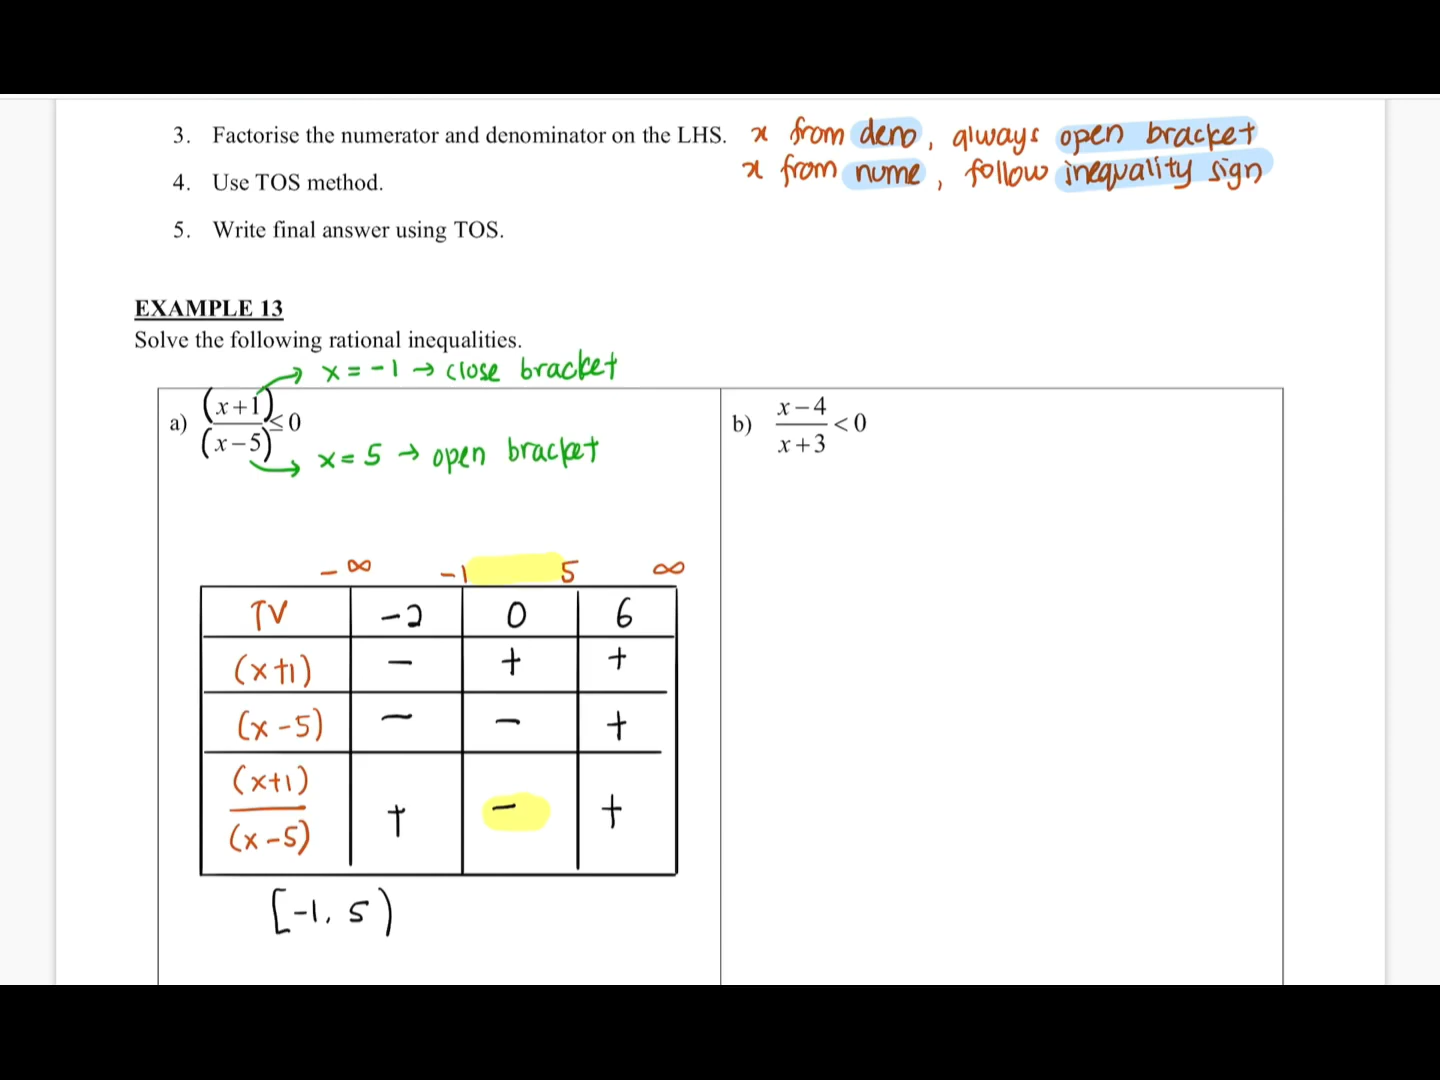 3. Factorise the numerator and denominator on the LHS. x from deno, always open bracket
4. Use TOS method. x from nume, follow inequality sign
5. Write final answer using TOS.
EXAMPLE 13
Solve the following rational inequalities.
x = -1 → close bracket
a) (x+1)/(x-5) ≤ 0
x = 5 → open bracket
b) x-4/x+3 < 0
-∞ -1 5 ∞
TV -2 0 6
(x+1) - + +
(x-5) - - +
(x+1)/(x-5) + - +
[-1, 5)